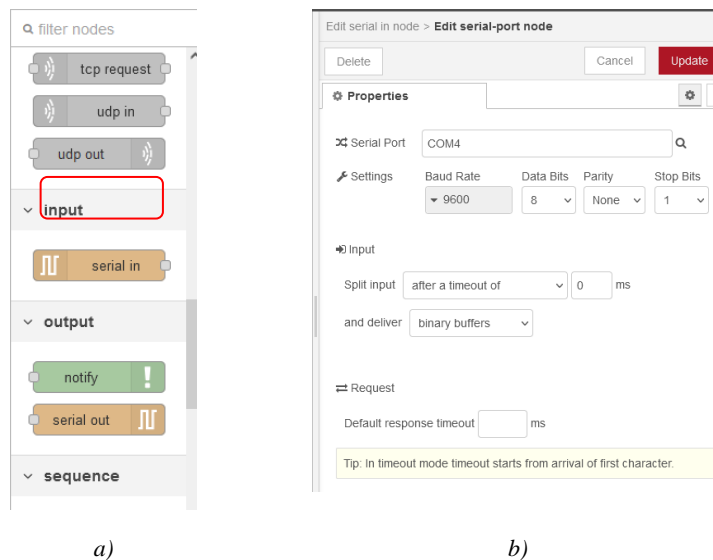 filter nodes
tcp request
udp in
udp out
input
serial in
output
notify
serial out
sequence
a)
Edit serial in node > Edit serial-port node
Delete Cancel Update
Properties
Serial Port COM4
Settings Baud Rate Data Bits Parity Stop Bits
9600 8 None 1
Input
Split input after a timeout of 0 ms
and deliver binary buffers
Request
Default response timeout ms
Tip: In timeout mode timeout starts from arrival of first character.
b)